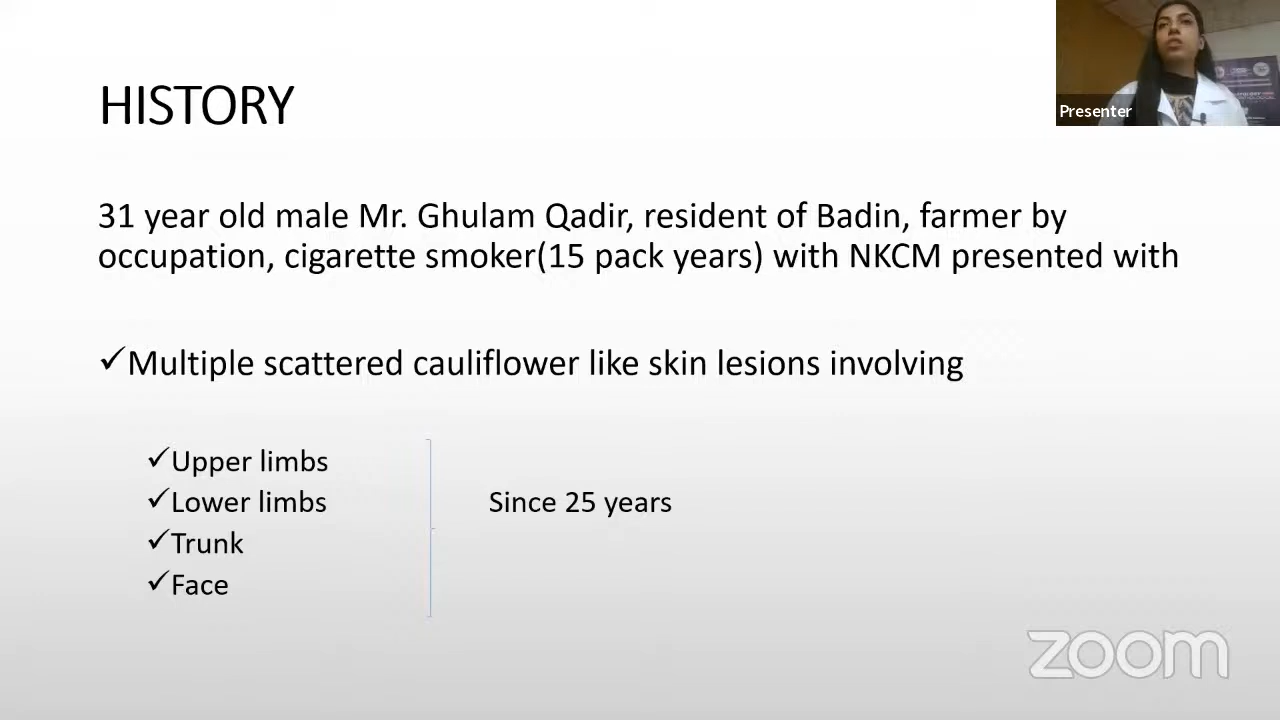 HISTORY
Presenter
31 year old male Mr. Ghulam Qadir, resident of Badin, farmer by
occupation, cigarette smoker(15 pack years) with NKCM presented with
✓Multiple scattered cauliflower like skin lesions involving
✓Upper limbs
✓Lower limbs
✓Trunk
✓Face
Since 25 years
zoom